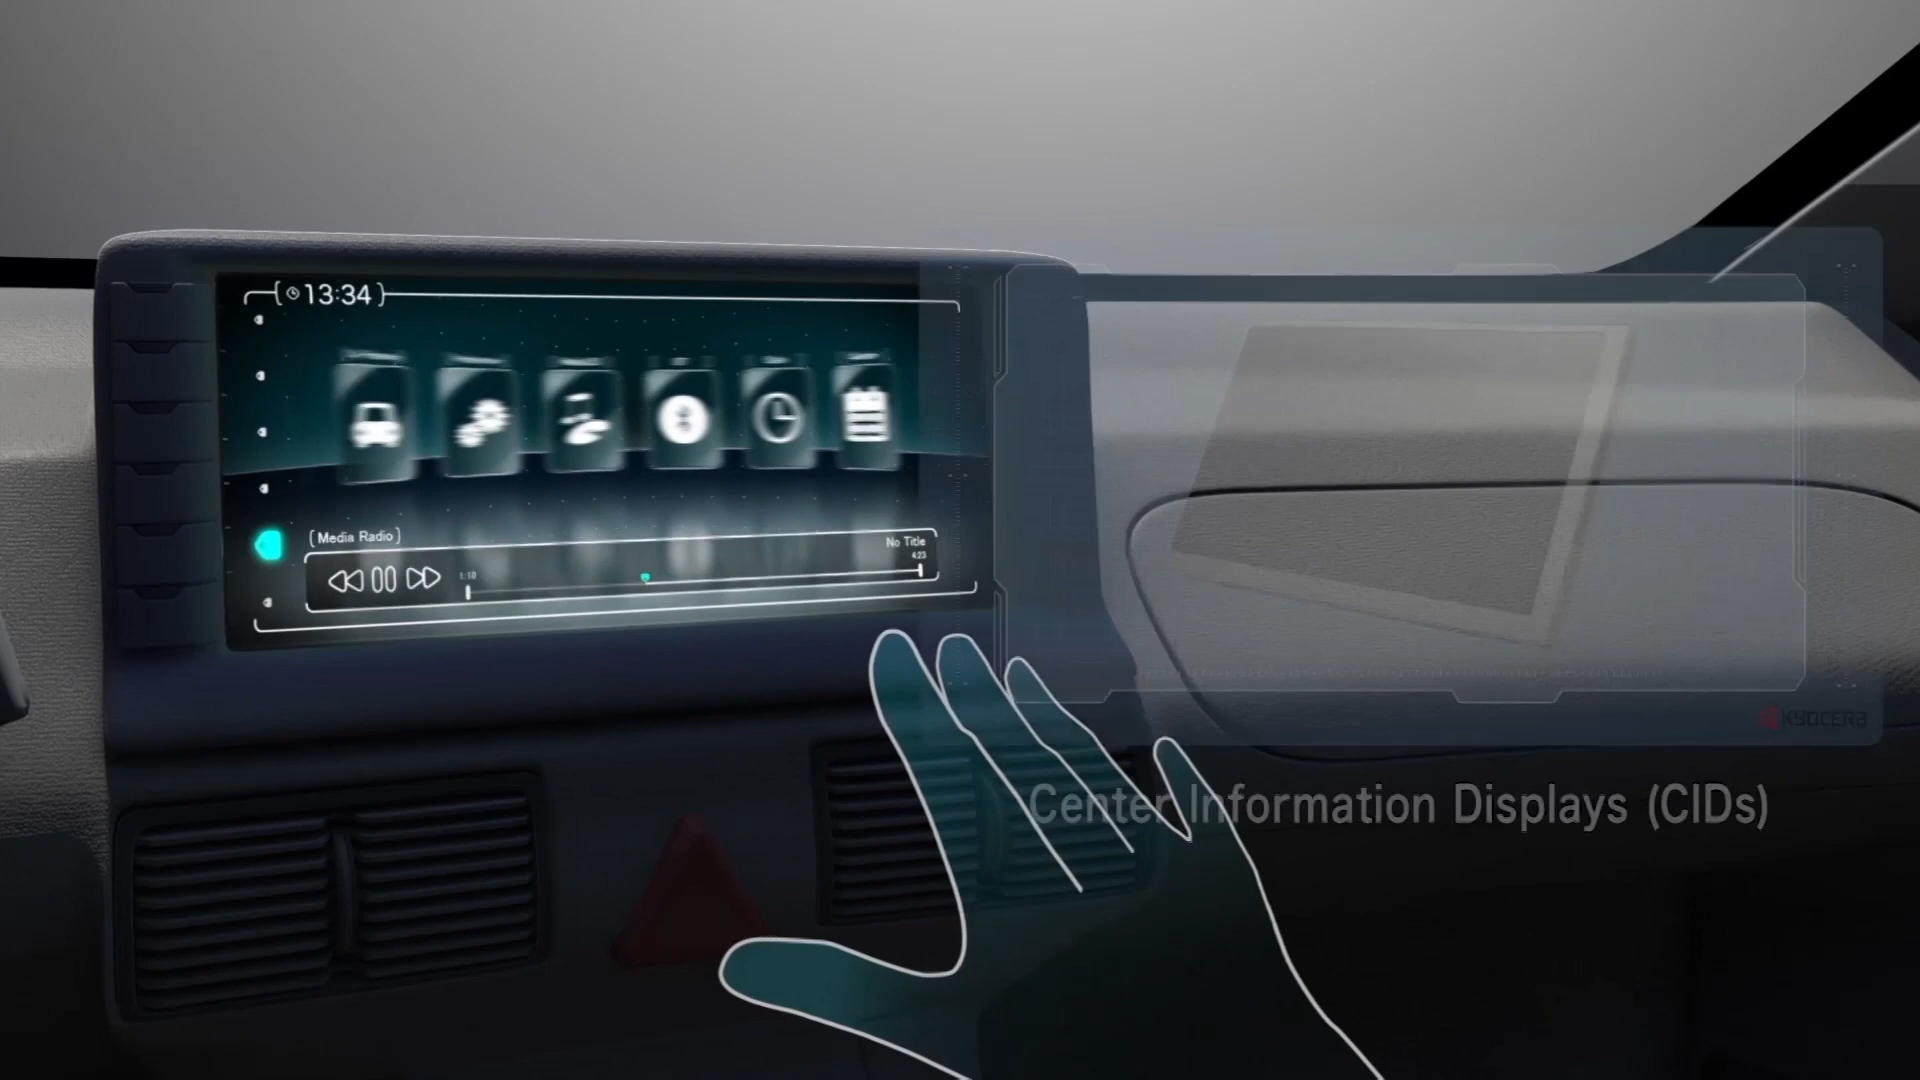 13:34
Media Radio
No Title
4:23
1:10
KYOCERA
Center Information Displays (CIDs)